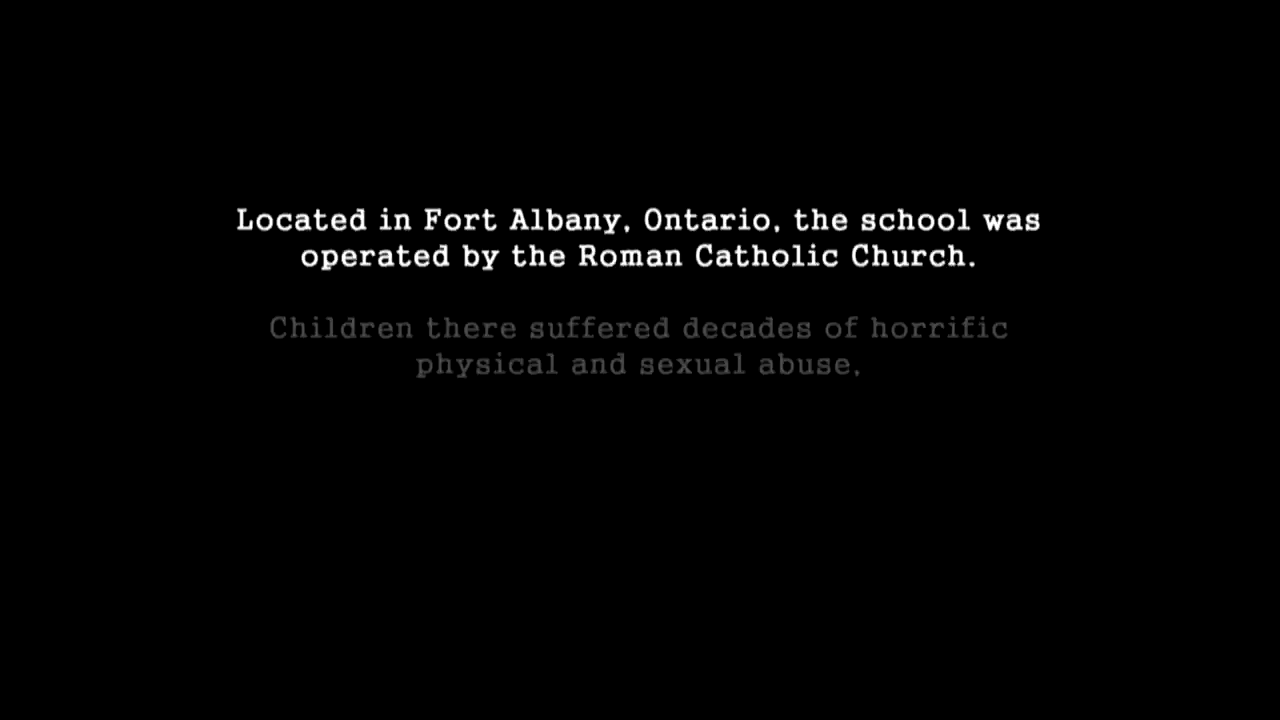 Located in Fort Albany, Ontario, the school was
operated by the Roman Catholic Church.
Children there suffered decades of horrific
physical and sexual abuse,